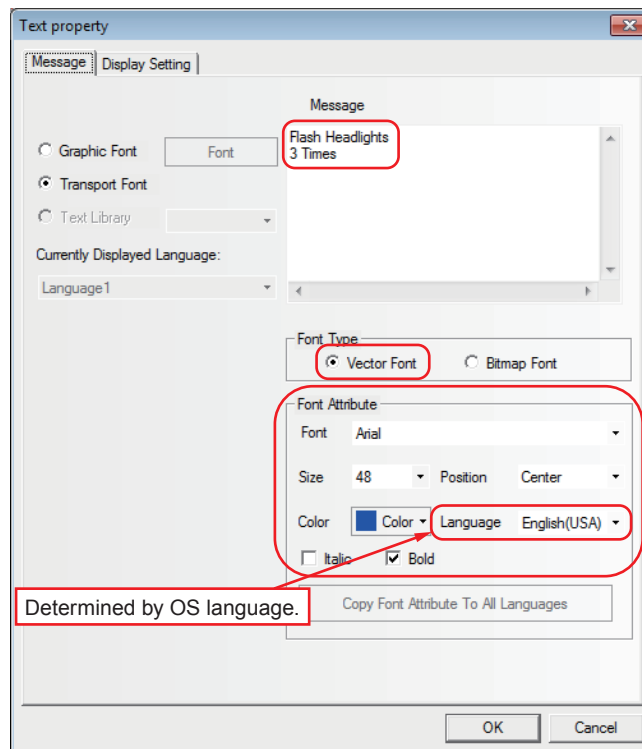 Text property
Message
Display Setting
Message
Graphic Font
Font
Flash Headlights
3 Times
Transport Font
Text Library
Currently Displayed Language:
Language1
Font Type
Vector Font
Bitmap Font
Font Attribute
Font Arial
Size 48 Position Center
Color Color Language English(USA)
Italic Bold
Determined by OS language.
Copy Font Attribute To All Languages
OK Cancel